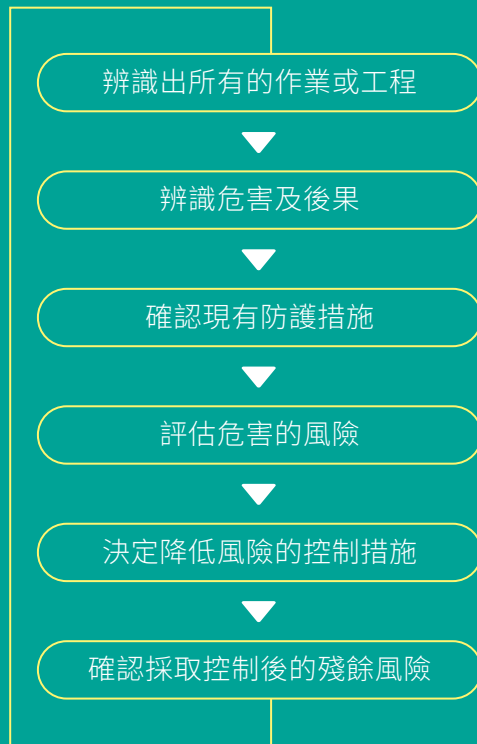 辨識出所有的作業或工程
辨識危害及後果
確認現有防護措施
評估危害的風險
決定降低風險的控制措施
確認採取控制後的殘餘風險